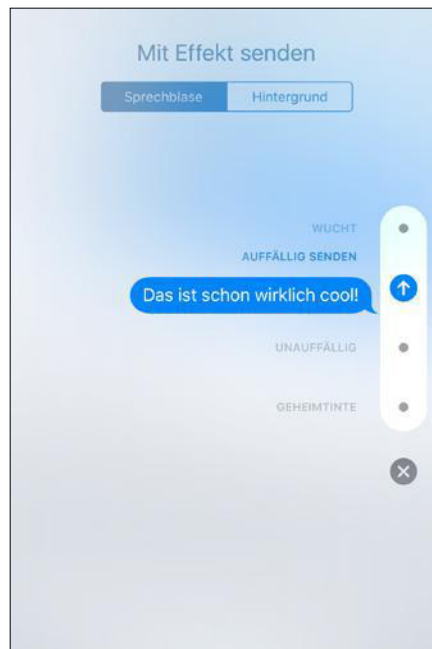 Mit Effekt senden
Sprechblase Hintergrund
WUCHT
AUFFÄLLIG SENDEN
Das ist schon wirklich cool!
UNAUFFÄLLIG
GEHEIMTINTE